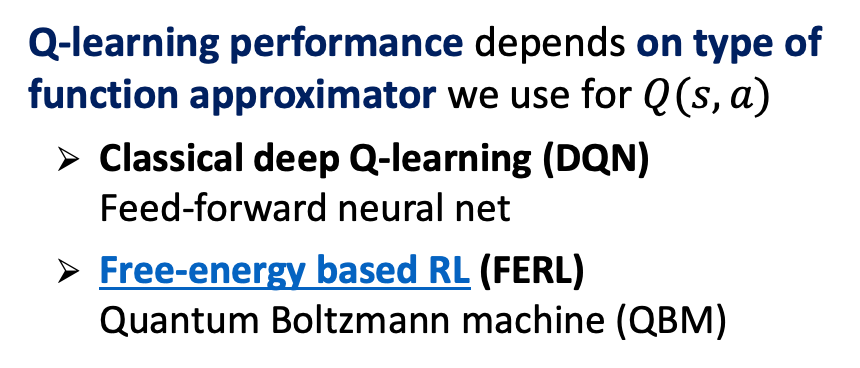 Q-learning performance depends on type of
function approximator we use for Q(s, a)
➢ Classical deep Q-learning (DQN)
Feed-forward neural net
➢ Free-energy based RL (FERL)
Quantum Boltzmann machine (QBM)